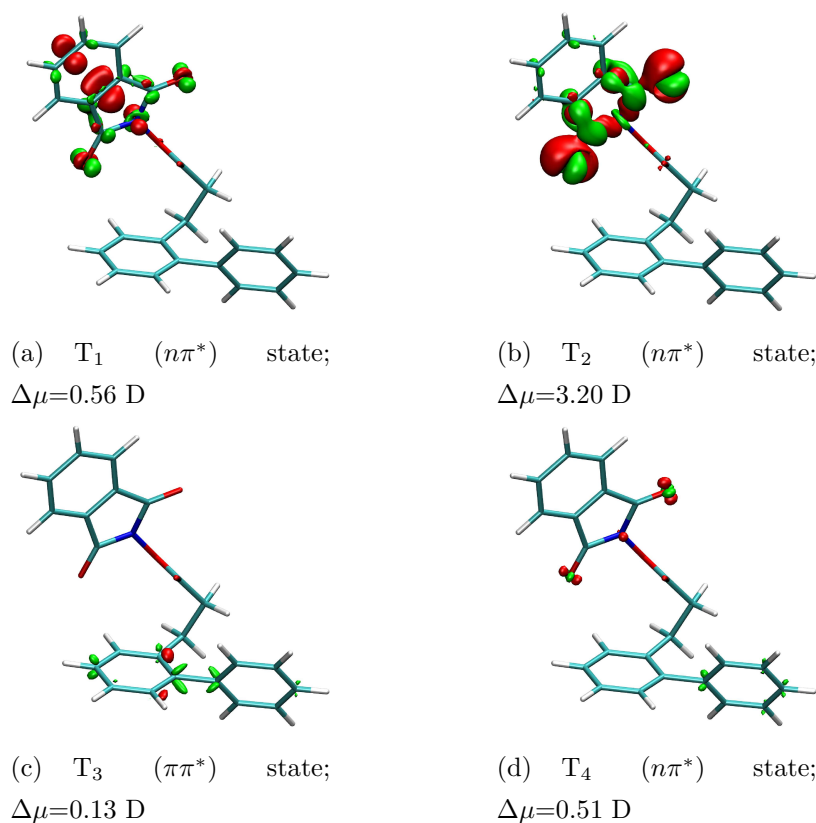 (a) T₁ (nπ*) state;
Δμ=0.56 D
(b) T₂ (nπ*) state;
Δμ=3.20 D
(c) T₃ (ππ*) state;
Δμ=0.13 D
(d) T₄ (nπ*) state;
Δμ=0.51 D